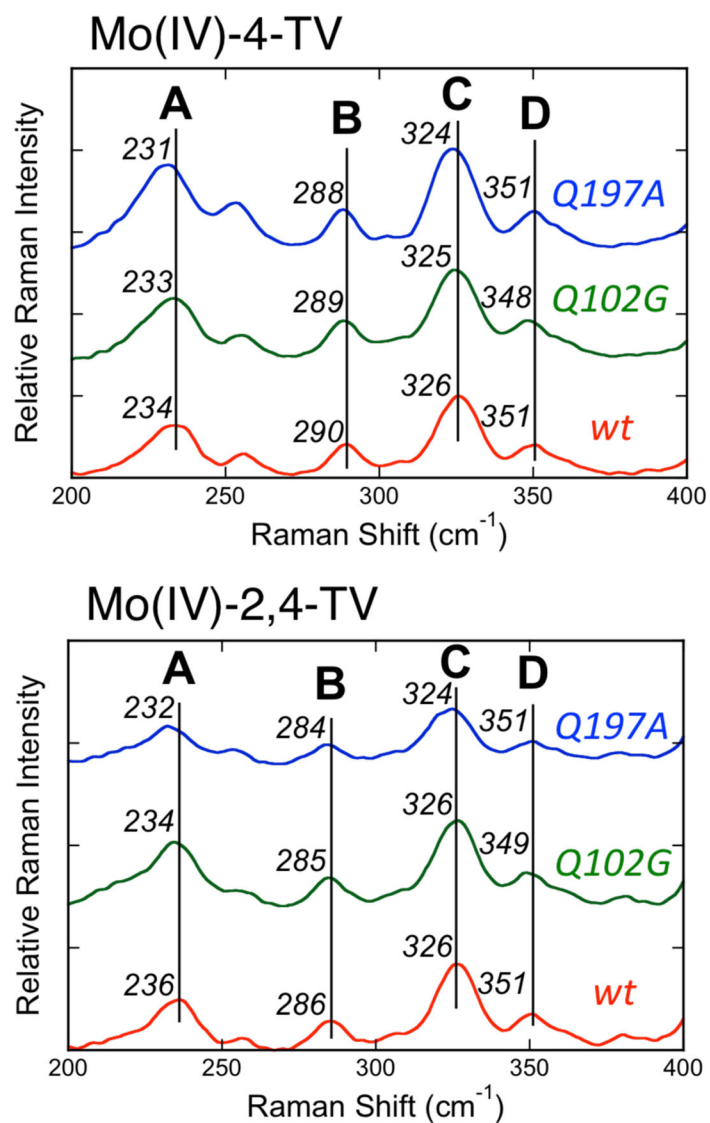 Mo(IV)-4-TV
A
B
C
D
231
288
324
351
Q197A
233
289
325
348
Q102G
234
290
326
351
wt
Relative Raman Intensity
200
250
300
350
400
Raman Shift (cm⁻¹)
Mo(IV)-2,4-TV
A
B
C
D
232
284
324
351
Q197A
234
285
326
349
Q102G
236
286
326
351
wt
Relative Raman Intensity
200
250
300
350
400
Raman Shift (cm⁻¹)